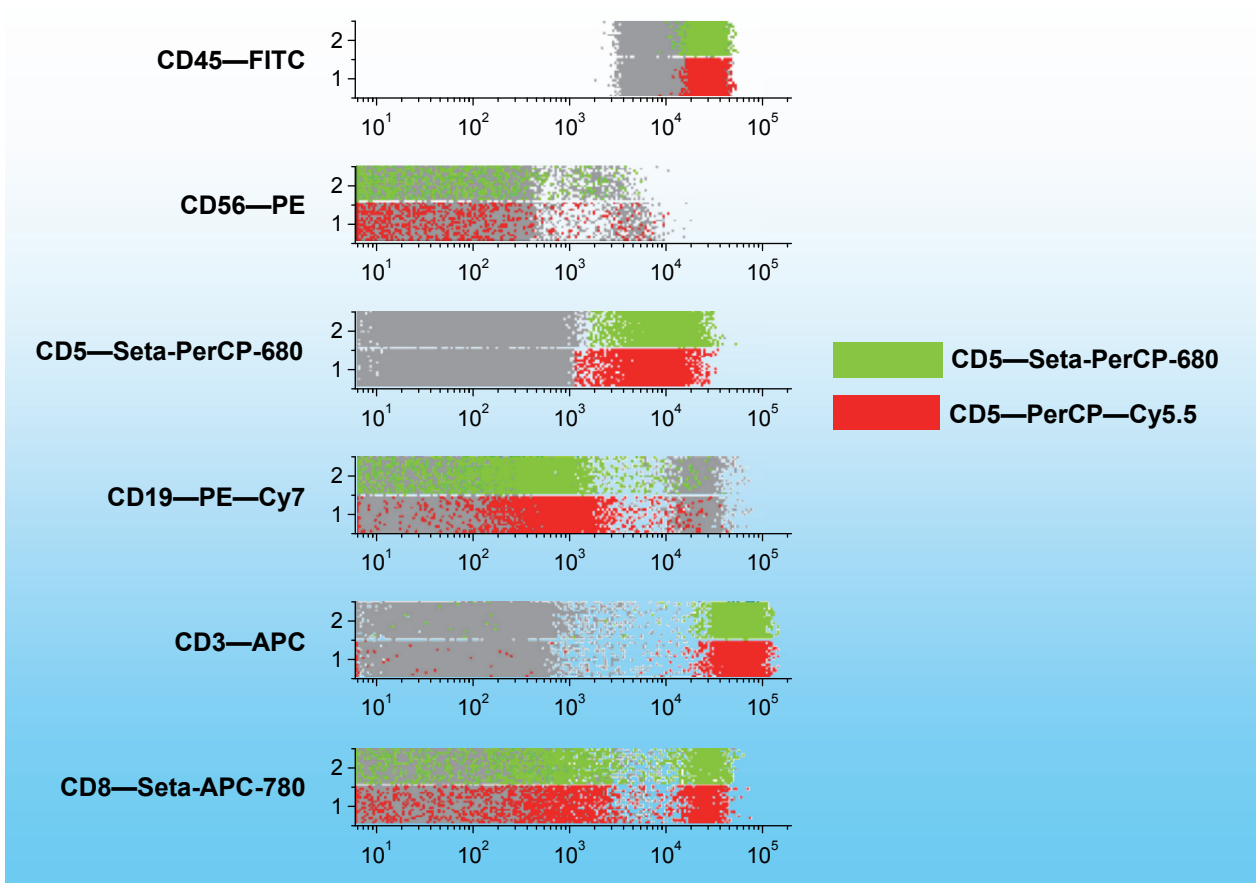 CD45—FITC
2
1
10¹ 10² 10³ 10⁴ 10⁵
CD56—PE
2
1
10¹ 10² 10³ 10⁴ 10⁵
CD5—Seta-PerCP-680
2
1
10¹ 10² 10³ 10⁴ 10⁵
CD5—Seta-PerCP-680
CD5—PerCP—Cy5.5
CD19—PE—Cy7
2
1
10¹ 10² 10³ 10⁴ 10⁵
CD3—APC
2
1
10¹ 10² 10³ 10⁴ 10⁵
CD8—Seta-APC-780
2
1
10¹ 10² 10³ 10⁴ 10⁵